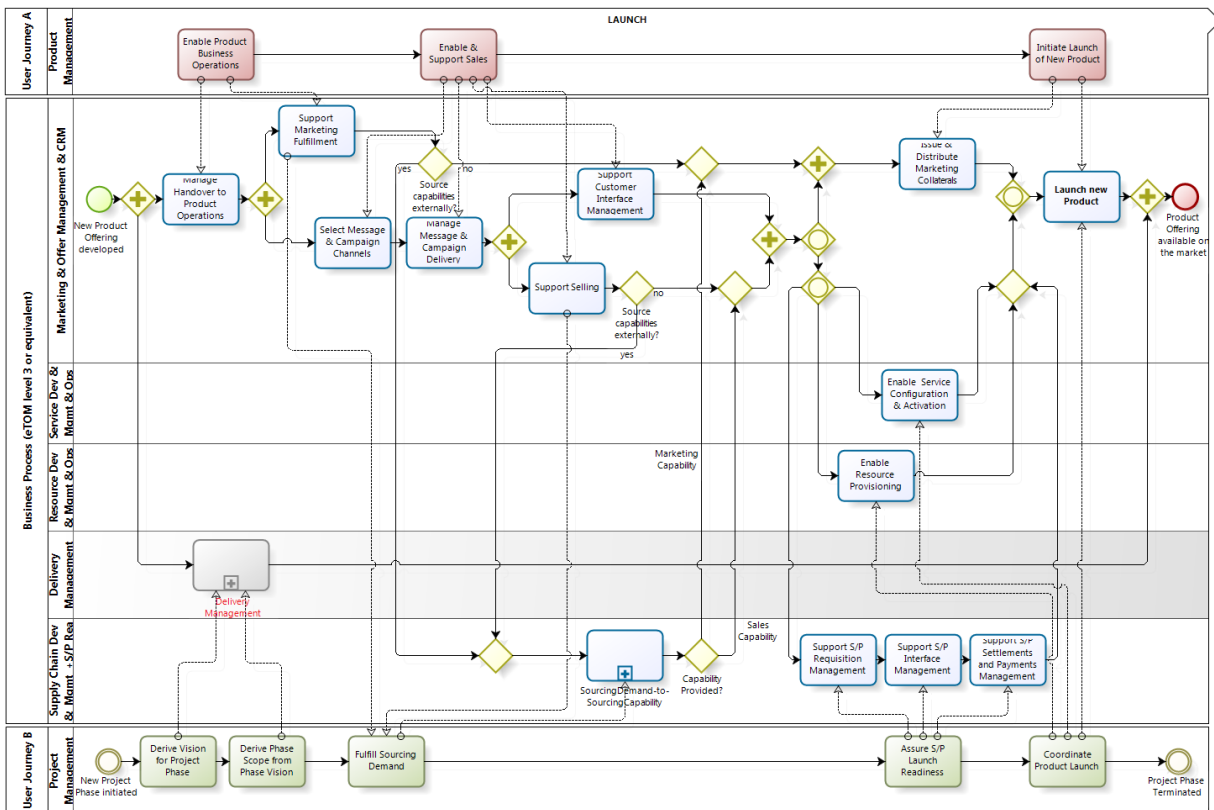 LAUNCH
User Journey A
Product
Management
Enable Product
Business
Operations
Enable &
Support Sales
Initiate Launch
of New Product
Business Process (eTOM level 3 or equivalent)
Marketing & Offer Management & CRM
Support
Marketing
Fulfillment
Manage
Handover to
Product
Operations
New Product
Offering
developed
Select Message
& Campaign
Channels
yes
no
Source
capabilities
externally?
Manage
Message &
Campaign
Delivery
Support
Customer
Interface
Management
Support Selling
no
Source
capabilities
externally?
yes
Issue &
Distribute
Marketing
Collaterals
Launch new
Product
Product
Offering
available on
the market
Service Dev &
Mgmt & Ops
Enable Service
Configuration
& Activation
Resource Dev
& Mgmt & Ops
Marketing
Capability
Enable
Resource
Provisioning
Delivery
Management
Delivery
Management
Supply Chain Dev
& Mgmt + S/P Rea
Sales
Capability
SourcingDemand-to-
SourcingCapability
Capability
Provided?
Support S/P
Requisition
Management
Support S/P
Interface
Management
Support S/P
Settlements
and Payments
Management
User Journey B
Project
Management
New Project
Phase initiated
Derive Vision
for Project
Phase
Derive Phase
Scope from
Phase Vision
Fulfill Sourcing
Demand
Assure S/P
Launch
Readiness
Coordinate
Product Launch
Project Phase
Terminated